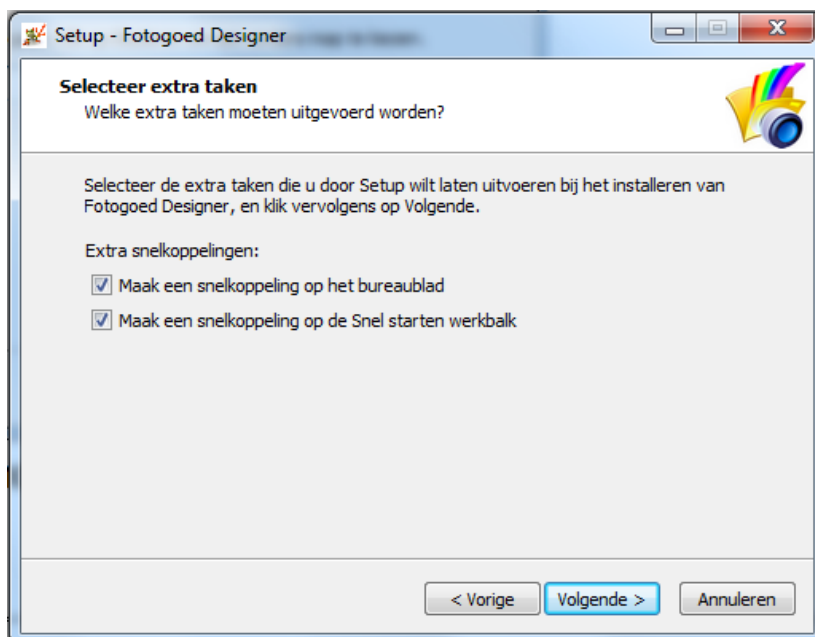 Setup - Fotogoed Designer
Selecteer extra taken
Welke extra taken moeten uitgevoerd worden?
Selecteer de extra taken die u door Setup wilt laten uitvoeren bij het installeren van
Fotogoed Designer, en klik vervolgens op Volgende.
Extra snelkoppelingen:
Maak een snelkoppeling op het bureaublad
Maak een snelkoppeling op de Snel starten werkbalk
< Vorige
Volgende >
Annuleren